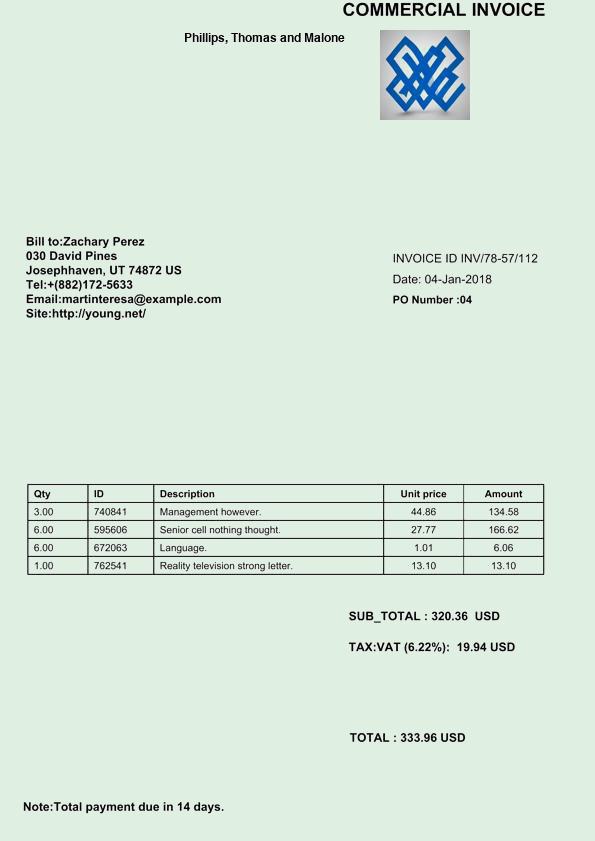 COMMERCIAL INVOICE
Phillips, Thomas and Malone
Bill to:Zachary Perez
030 David Pines
Josephhaven, UT 74872 US
Tel:+(882)172-5633
Email:martinteresa@example.com
Site:http://young.net/
INVOICE ID INV/78-57/112
Date: 04-Jan-2018
PO Number :04
Qty ID Description Unit price Amount
3.00 740841 Management however. 44.86 134.58
6.00 595606 Senior cell nothing thought. 27.77 166.62
6.00 672063 Language. 1.01 6.06
1.00 762541 Reality television strong letter. 13.10 13.10
SUB_TOTAL : 320.36 USD
TAX:VAT (6.22%): 19.94 USD
TOTAL : 333.96 USD
Note:Total payment due in 14 days.